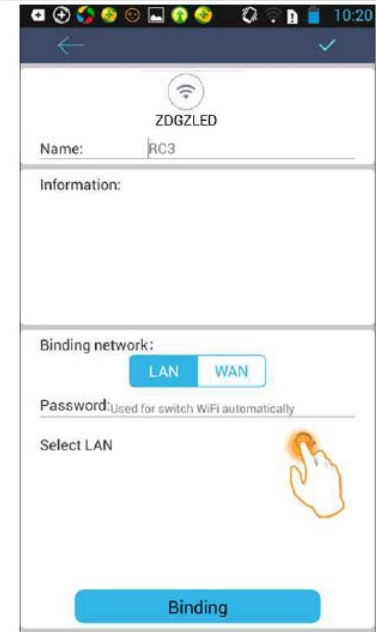 10:20
ZDGZLED
Name: RC3
Information:
Binding network:
LAN WAN
Password: Used for switch WiFi automatically
Select LAN
Binding